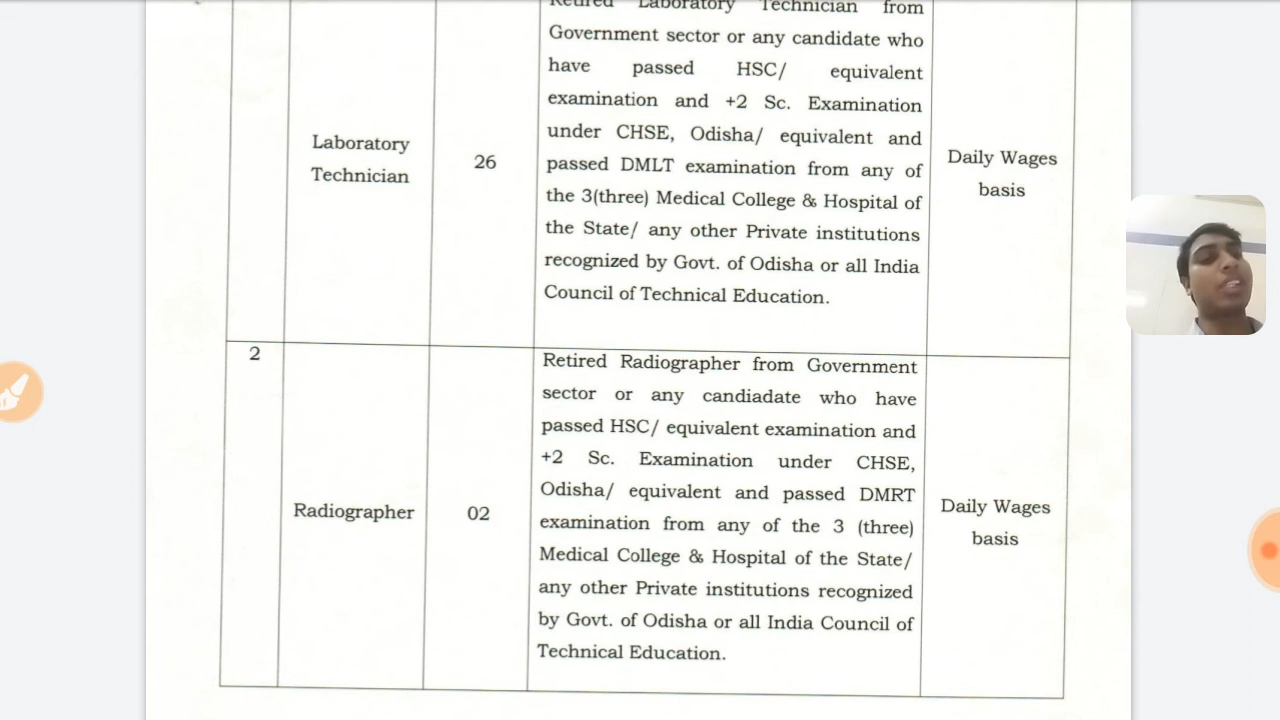 Retired Laboratory Technician from
Government sector or any candidate who
have passed HSC/ equivalent
examination and +2 Sc. Examination
under CHSE, Odisha/ equivalent and
passed DMLT examination from any of
the 3(three) Medical College & Hospital of
the State/ any other Private institutions
recognized by Govt. of Odisha or all India
Council of Technical Education.
Laboratory
Technician
26
Daily Wages
basis
2
Radiographer
02
Retired Radiographer from Government
sector or any candiadate who have
passed HSC/ equivalent examination and
+2 Sc. Examination under CHSE,
Odisha/ equivalent and passed DMRT
examination from any of the 3 (three)
Medical College & Hospital of the State/
any other Private institutions recognized
by Govt. of Odisha or all India Council of
Technical Education.
Daily Wages
basis